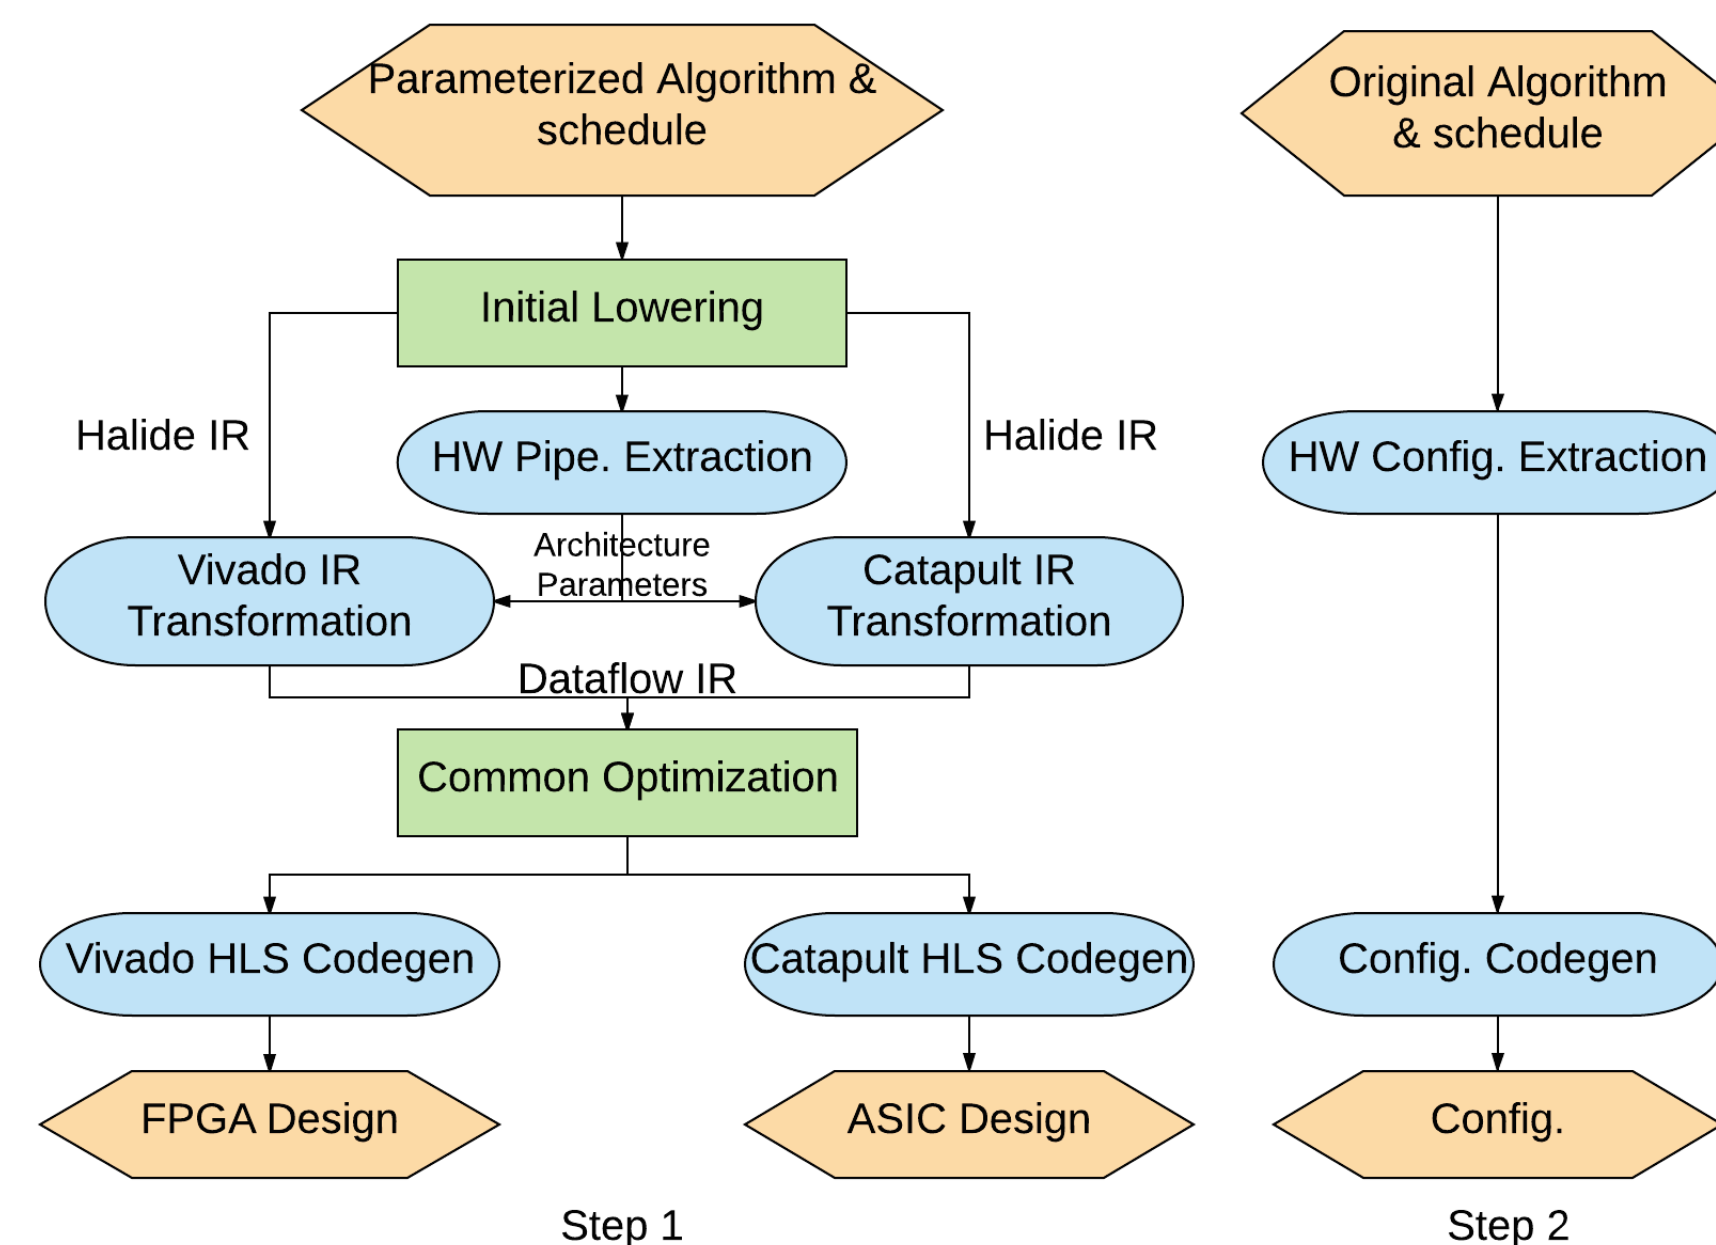 Parameterized Algorithm &
schedule
Original Algorithm
& schedule
Initial Lowering
Halide IR
HW Pipe. Extraction
Halide IR
HW Config. Extraction
Architecture
Parameters
Vivado IR
Transformation
Catapult IR
Transformation
Dataflow IR
Common Optimization
Vivado HLS Codegen
Catapult HLS Codegen
Config. Codegen
FPGA Design
ASIC Design
Config.
Step 1
Step 2